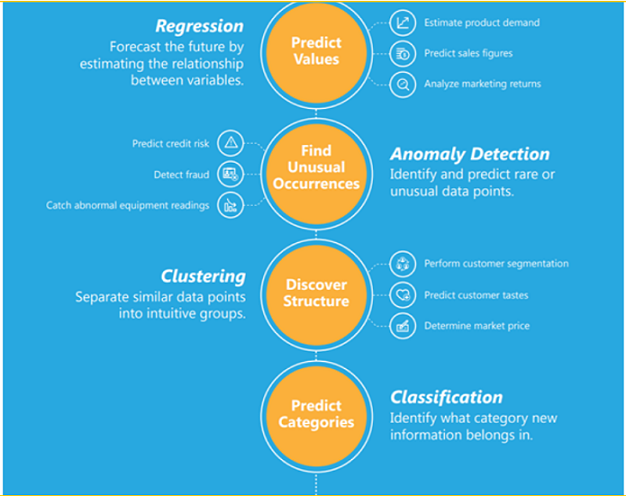 Regression
Forecast the future by
estimating the relationship
between variables.
Predict
Values
Estimate product demand
Predict sales figures
Analyze marketing returns
Predict credit risk
Detect fraud
Catch abnormal equipment readings
Find
Unusual
Occurrences
Anomaly Detection
Identify and predict rare or
unusual data points.
Clustering
Separate similar data points
into intuitive groups.
Discover
Structure
Perform customer segmentation
Predict customer tastes
Determine market price
Predict
Categories
Classification
Identify what category new
information belongs in.